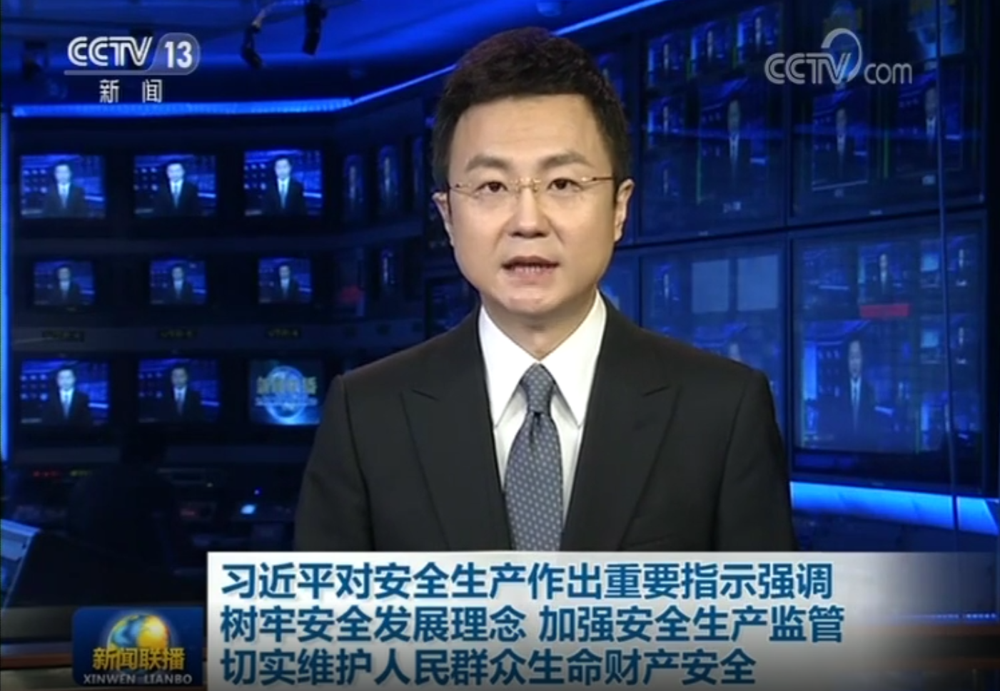 CCTV 13
新闻
CCTV.com
习近平对安全生产作出重要指示强调
树牢安全发展理念 加强安全生产监管
切实维护人民群众生命财产安全
新闻联播
XINWEN LIANBO